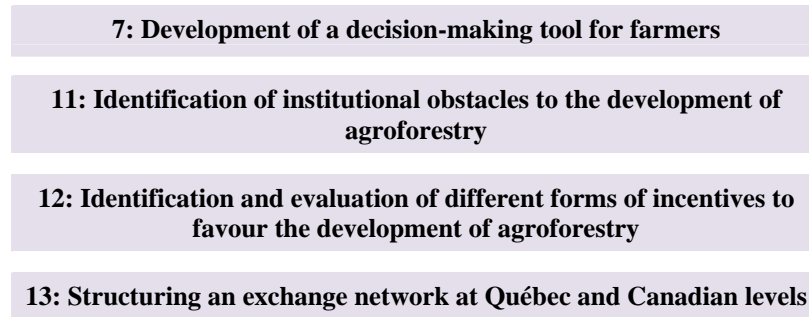 7: Development of a decision-making tool for farmers
11: Identification of institutional obstacles to the development of
agroforestry
12: Identification and evaluation of different forms of incentives to
favour the development of agroforestry
13: Structuring an exchange network at Québec and Canadian levels